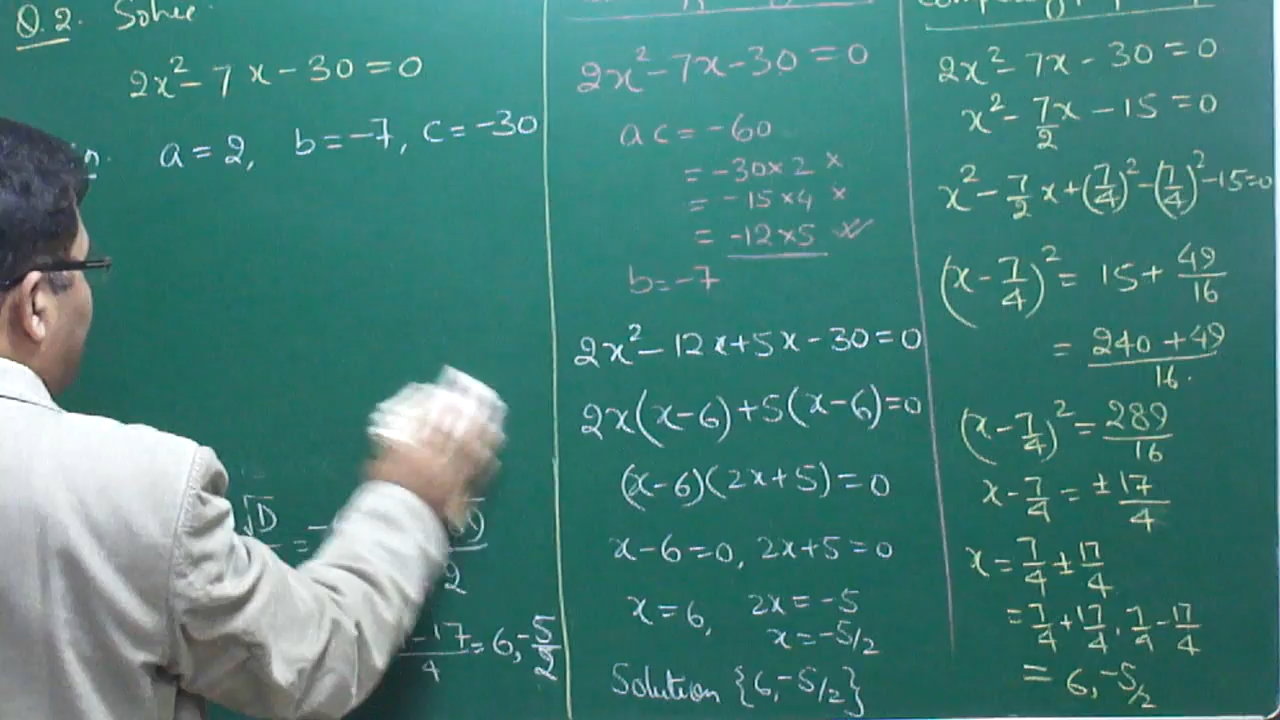 Q.2. Solve
2x² - 7x - 30 = 0
a = 2, b = -7, c = -30
√D
2
-17/4 = 6, -5/2
2x² - 7x - 30 = 0
ac = -60
= -30 × 2 ×
= -15 × 4 ×
= -12 × 5
b = -7
2x² - 12x + 5x - 30 = 0
2x(x-6) + 5(x-6) = 0
(x-6)(2x+5) = 0
x-6 = 0, 2x+5 = 0
x = 6, 2x = -5
x = -5/2
Solution {6, -5/2}
2x² - 7x - 30 = 0
x² - 7/2 x - 15 = 0
x² - 7/2 x + (7/4)² - (7/4)² - 15 = 0
(x - 7/4)² = 15 + 49/16
= 240 + 49/16
(x - 7/4)² = 289/16
x - 7/4 = ± 17/4
x = 7/4 ± 17/4
= 7/4 + 17/4, 7/4 - 17/4
= 6, -5/2